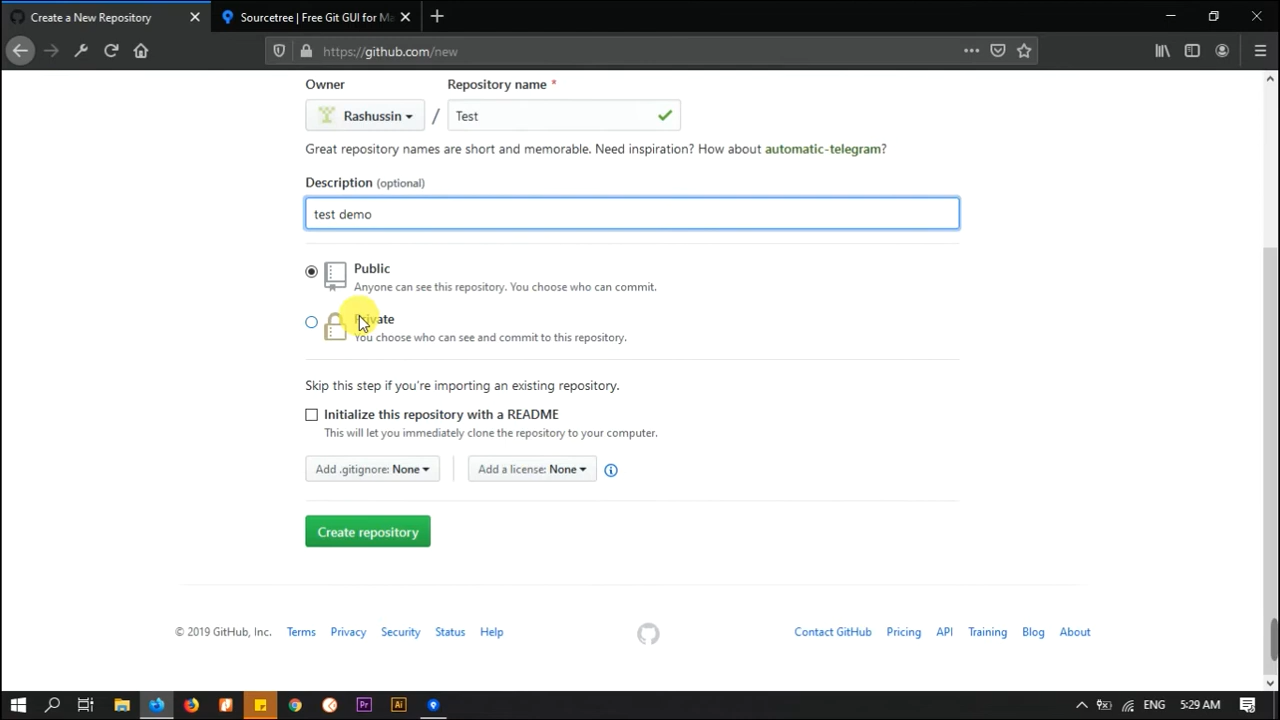 Create a New Repository
Sourcetree | Free Git GUI for Ma
https://github.com/new
Owner
Repository name *
Rashussin / Test
Great repository names are short and memorable. Need inspiration? How about automatic-telegram?
Description (optional)
test demo
Public
Anyone can see this repository. You choose who can commit.
Private
You choose who can see and commit to this repository.
Skip this step if you're importing an existing repository.
Initialize this repository with a README
This will let you immediately clone the repository to your computer.
Add .gitignore: None
Add a license: None
Create repository
© 2019 GitHub, Inc. Terms Privacy Security Status Help
Contact GitHub Pricing API Training Blog About
Pr Ai ENG 5:29 AM